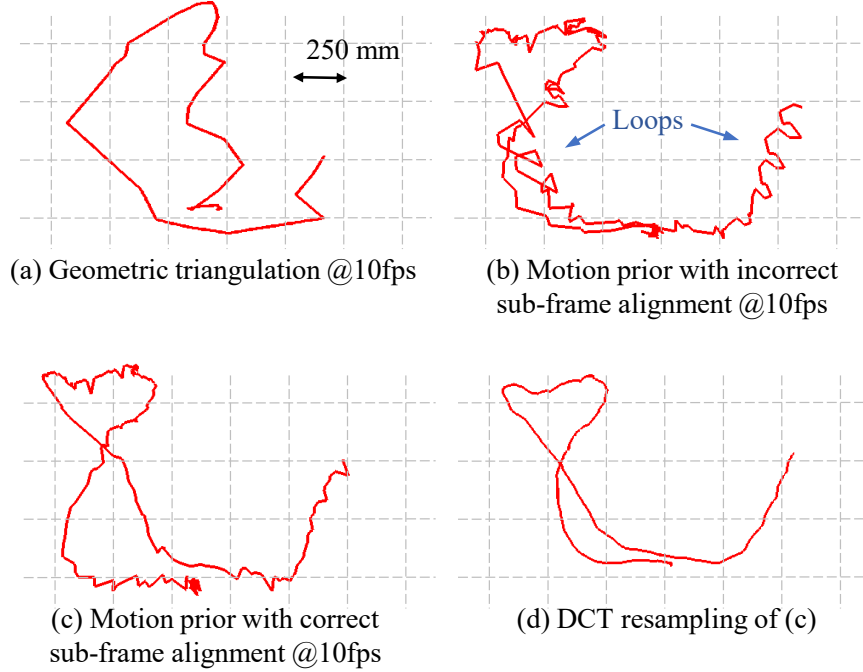 250 mm
Loops
(a) Geometric triangulation @10fps
(b) Motion prior with incorrect
sub-frame alignment @10fps
(c) Motion prior with correct
sub-frame alignment @10fps
(d) DCT resampling of (c)